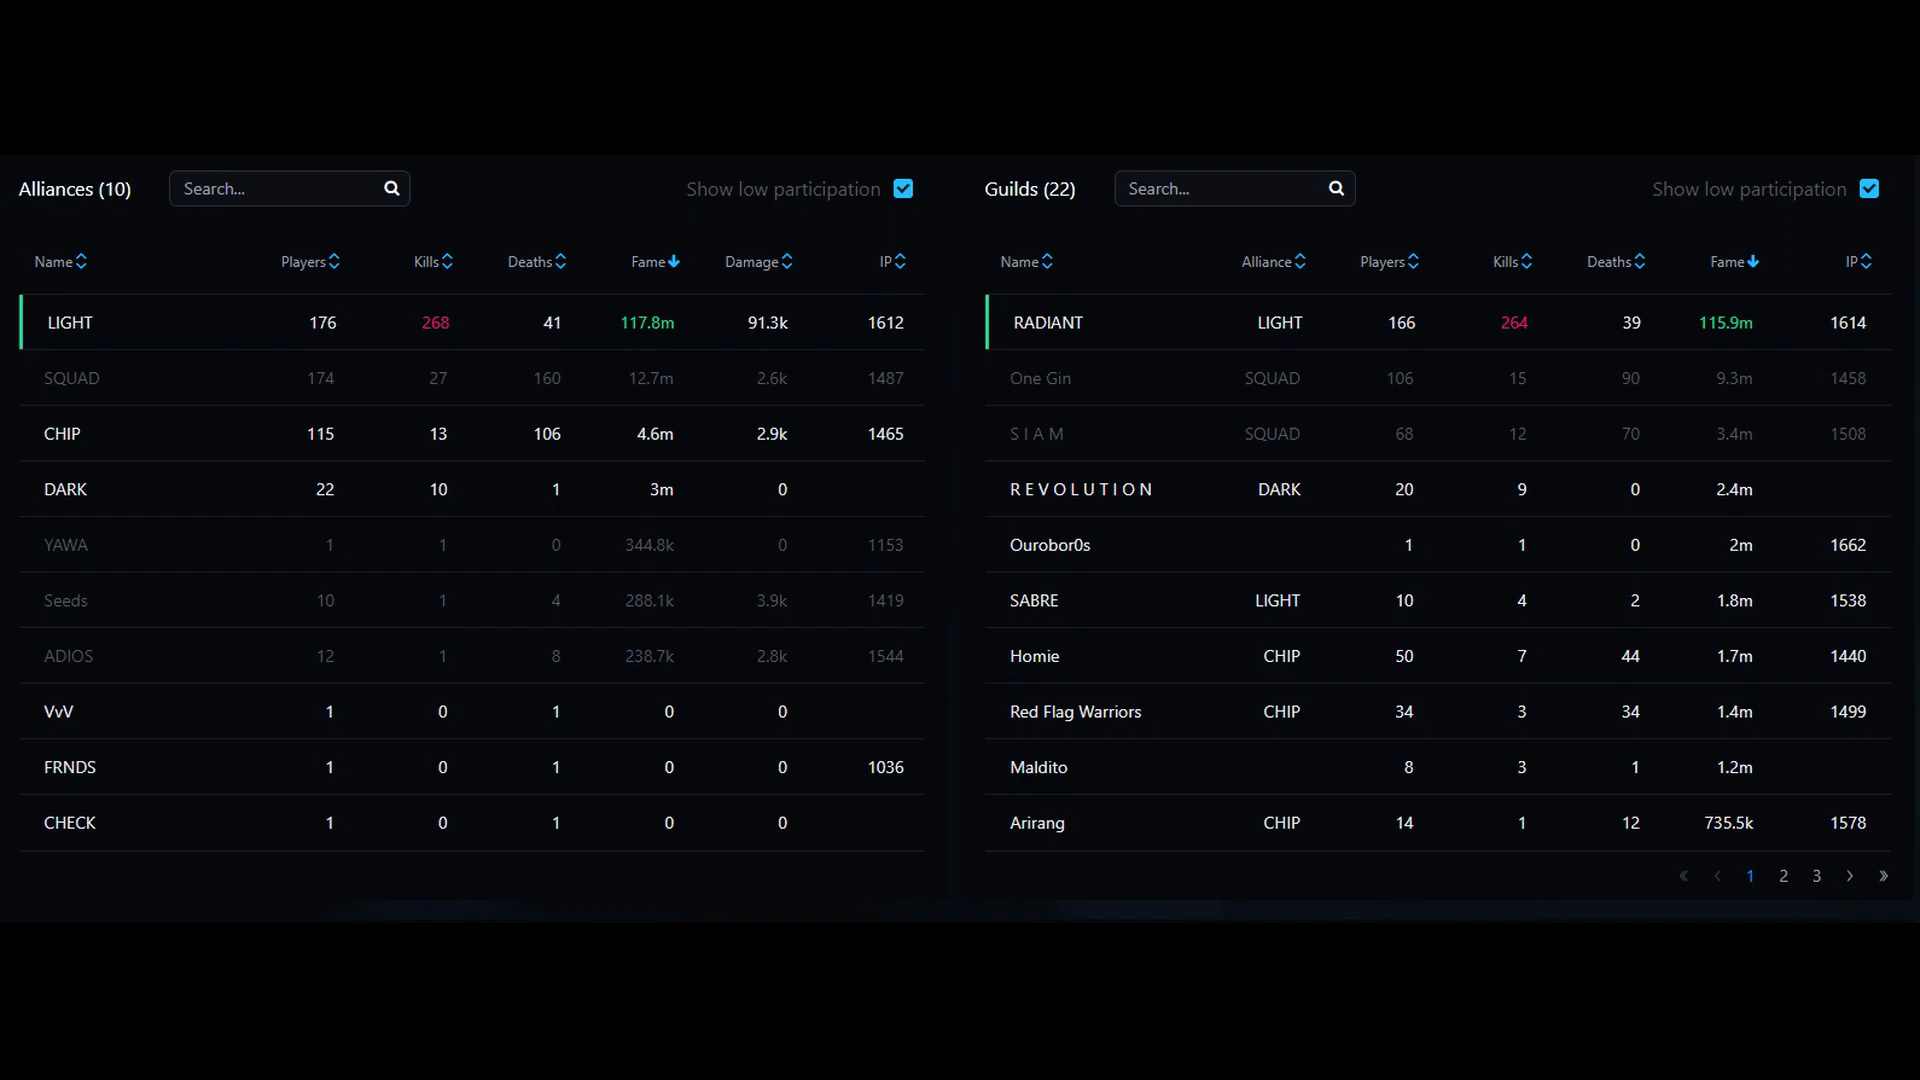 Alliances (10) Search... Show low participation
Name Players Kills Deaths Fame Damage IP
LIGHT 176 268 41 117.8m 91.3k 1612
SQUAD 174 27 160 12.7m 2.6k 1487
CHIP 115 13 106 4.6m 2.9k 1465
DARK 22 10 1 3m 0
YAWA 1 1 0 344.8k 0 1153
Seeds 10 1 4 288.1k 3.9k 1419
ADIOS 12 1 8 238.7k 2.8k 1544
VvV 1 0 1 0 0
FRNDS 1 0 1 0 0 1036
CHECK 1 0 1 0 0
Guilds (22) Search... Show low participation
Name Alliance Players Kills Deaths Fame IP
RADIANT LIGHT 166 264 39 115.9m 1614
One Gin SQUAD 106 15 90 9.3m 1458
S I A M SQUAD 68 12 70 3.4m 1508
R E V O L U T I O N DARK 20 9 0 2.4m
Ourobor0s 1 1 0 2m 1662
SABRE LIGHT 10 4 2 1.8m 1538
Homie CHIP 50 7 44 1.7m 1440
Red Flag Warriors CHIP 34 3 34 1.4m 1499
Maldito 8 3 1 1.2m
Arirang CHIP 14 1 12 735.5k 1578
« ‹ 1 2 3 › »